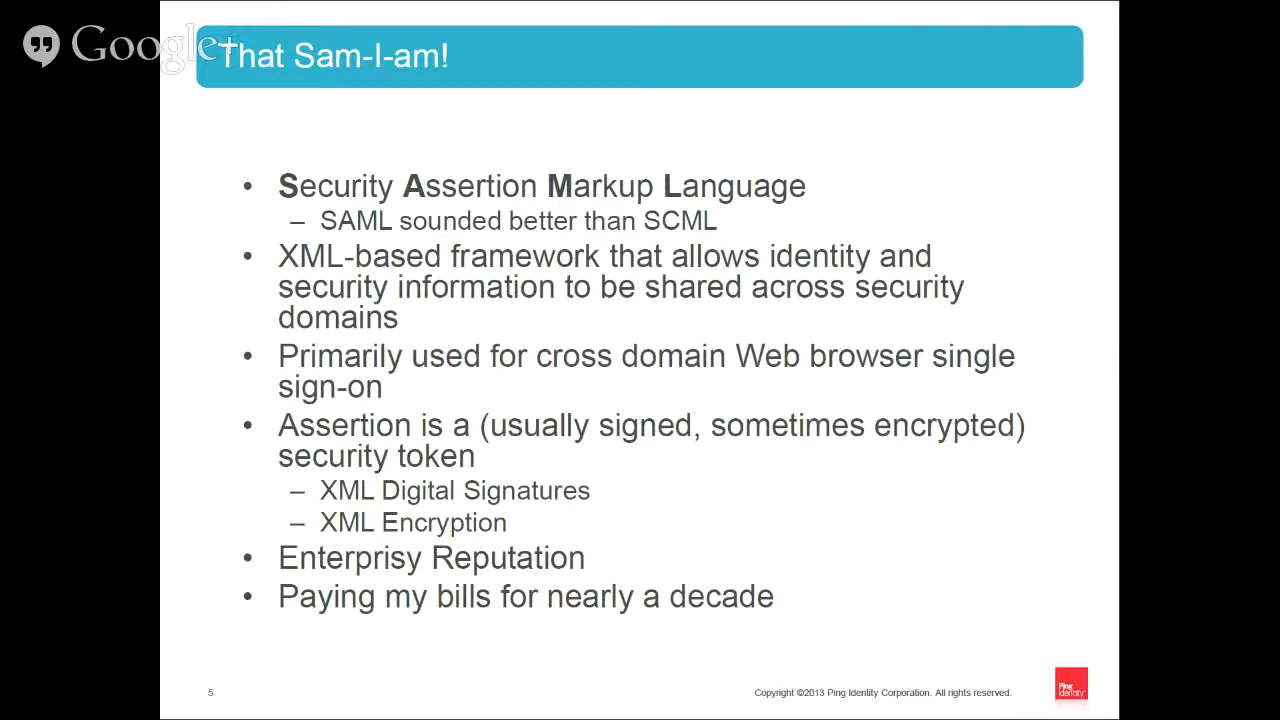 Google+
That Sam-I-am!
• Security Assertion Markup Language
– SAML sounded better than SCML
• XML-based framework that allows identity and
security information to be shared across security
domains
• Primarily used for cross domain Web browser single
sign-on
• Assertion is a (usually signed, sometimes encrypted)
security token
– XML Digital Signatures
– XML Encryption
• Enterprisy Reputation
• Paying my bills for nearly a decade
5
Copyright ©2013 Ping Identity Corporation. All rights reserved.
Ping
Identity